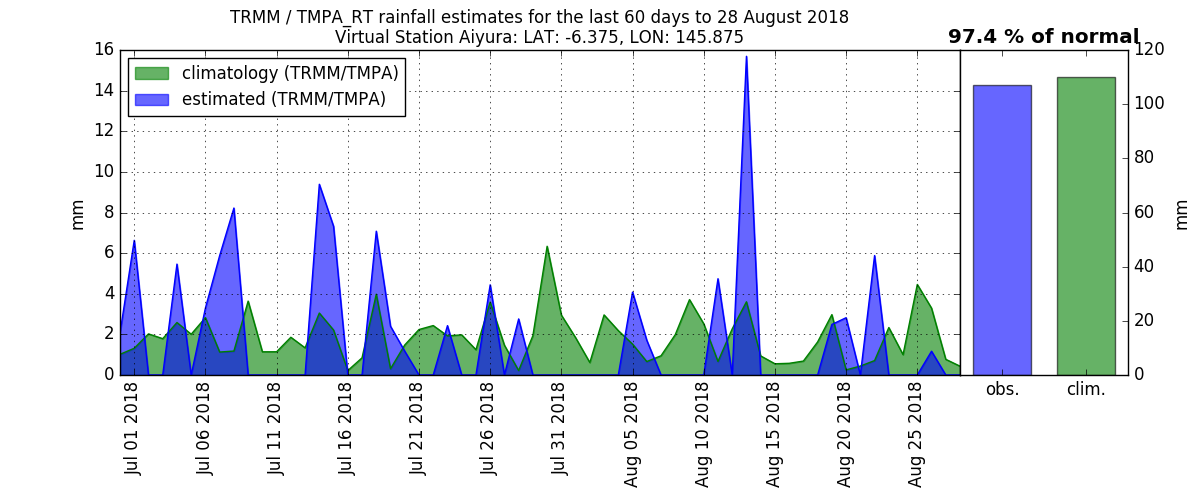 TRMM / TMPA_RT rainfall estimates for the last 60 days to 28 August 2018
Virtual Station Aiyura: LAT: -6.375, LON: 145.875
97.4 % of normal
climatology (TRMM/TMPA)
estimated (TRMM/TMPA)
mm
16
14
12
10
8
6
4
2
0
Jul 01 2018
Jul 06 2018
Jul 11 2018
Jul 16 2018
Jul 21 2018
Jul 26 2018
Jul 31 2018
Aug 05 2018
Aug 10 2018
Aug 15 2018
Aug 20 2018
Aug 25 2018
120
100
80
60
40
20
0
mm
obs.
clim.